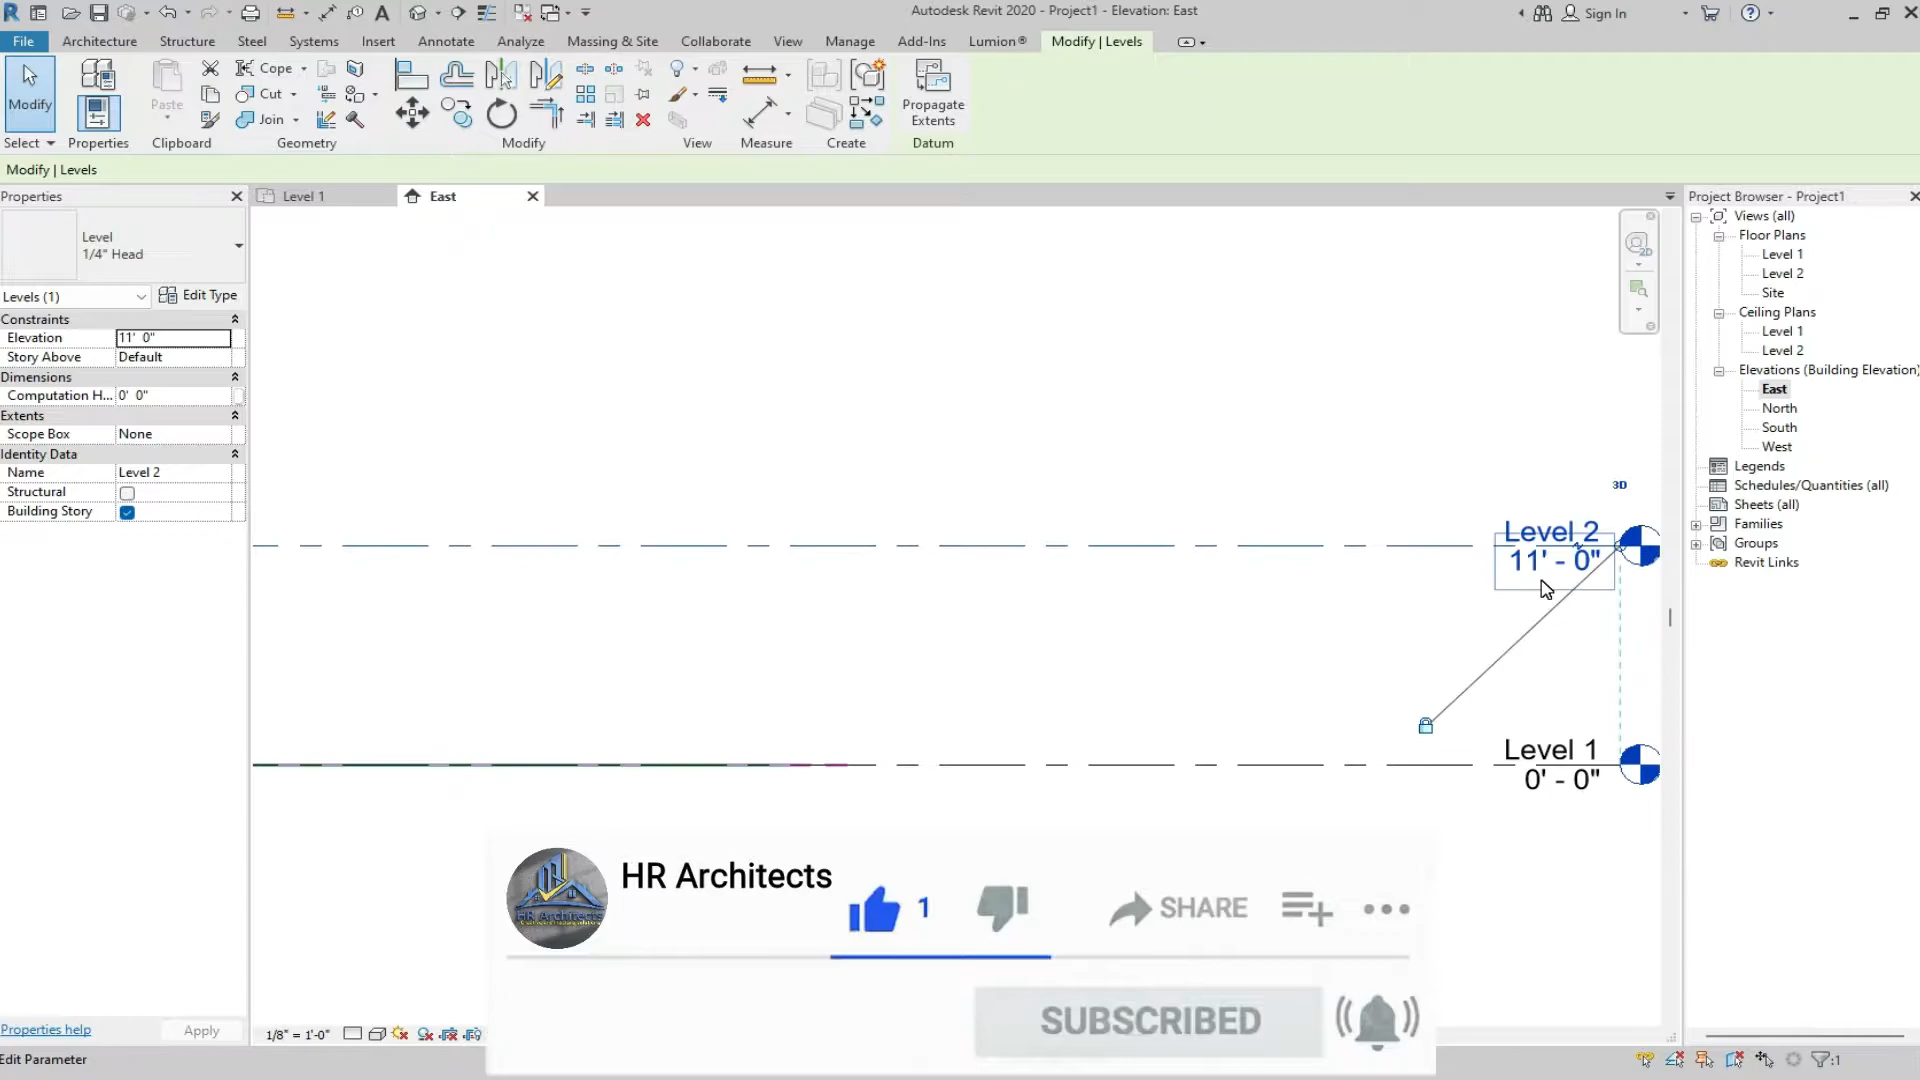 Autodesk Revit 2020 - Project1 - Elevation: East
Sign In
File Architecture Structure Steel Systems Insert Annotate Analyze Massing & Site Collaborate View Manage Add-Ins Lumion® Modify | Levels
Modify
Paste
Cope
Cut
Join
Propagate
Extents
Select Properties Clipboard Geometry Modify View Measure Create Datum
Modify | Levels
Properties
Level 1
East
Project Browser - Project1
Level
1/4" Head
Levels (1)
Edit Type
Constraints
Elevation 11' 0"
Story Above Default
Dimensions
Computation H... 0' 0"
Extents
Scope Box None
Identity Data
Name Level 2
Structural
Building Story
Properties help
Apply
2D
3D
Level 2
11' - 0"
Level 1
0' - 0"
Views (all)
Floor Plans
Level 1
Level 2
Site
Ceiling Plans
Level 1
Level 2
Elevations (Building Elevation)
East
North
South
West
Legends
Schedules/Quantities (all)
Sheets (all)
Families
Groups
Revit Links
HR Architects
1
SHARE
SUBSCRIBED
1/8" = 1'-0"
Edit Parameter
:1